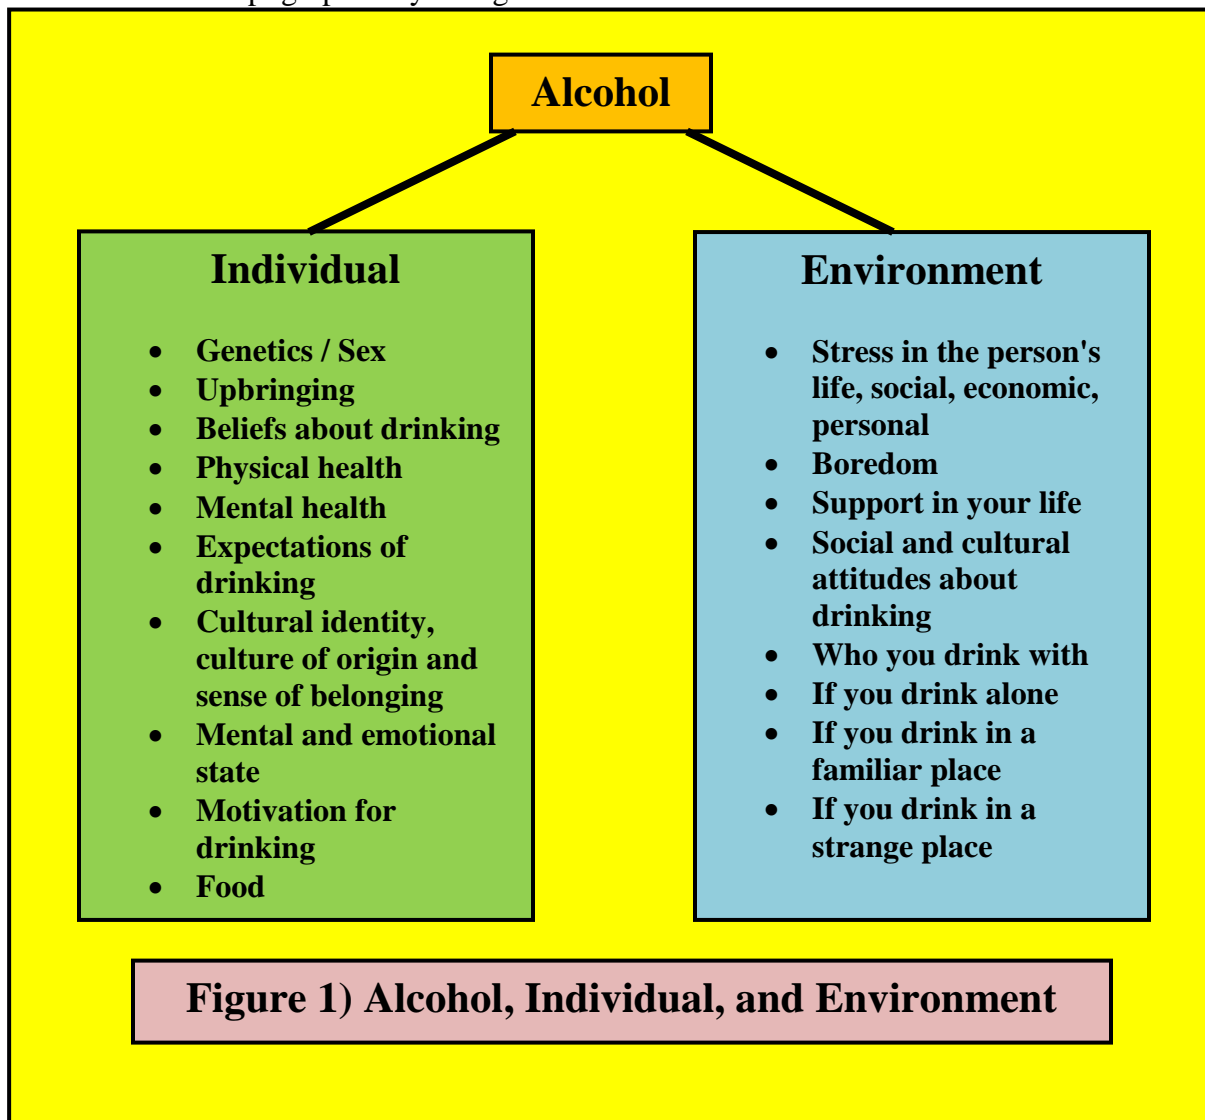 Alcohol
Individual
• Genetics / Sex
• Upbringing
• Beliefs about drinking
• Physical health
• Mental health
• Expectations of
drinking
• Cultural identity,
culture of origin and
sense of belonging
• Mental and emotional
state
• Motivation for
drinking
• Food
Environment
• Stress in the person's
life, social, economic,
personal
• Boredom
• Support in your life
• Social and cultural
attitudes about
drinking
• Who you drink with
• If you drink alone
• If you drink in a
familiar place
• If you drink in a
strange place
Figure 1) Alcohol, Individual, and Environment